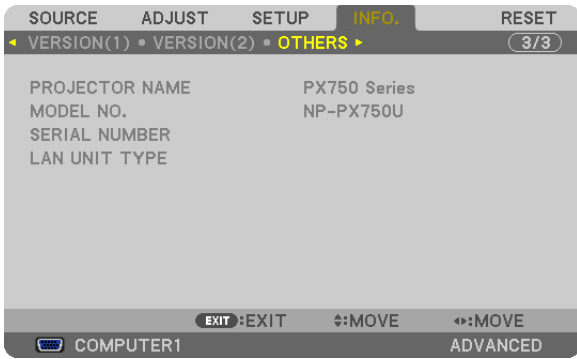 SOURCE ADJUST SETUP INFO. RESET
◄ VERSION(1) • VERSION(2) • OTHERS ► 3/3
PROJECTOR NAME PX750 Series
MODEL NO. NP-PX750U
SERIAL NUMBER
LAN UNIT TYPE
EXIT :EXIT :MOVE :MOVE
COMPUTER1 ADVANCED